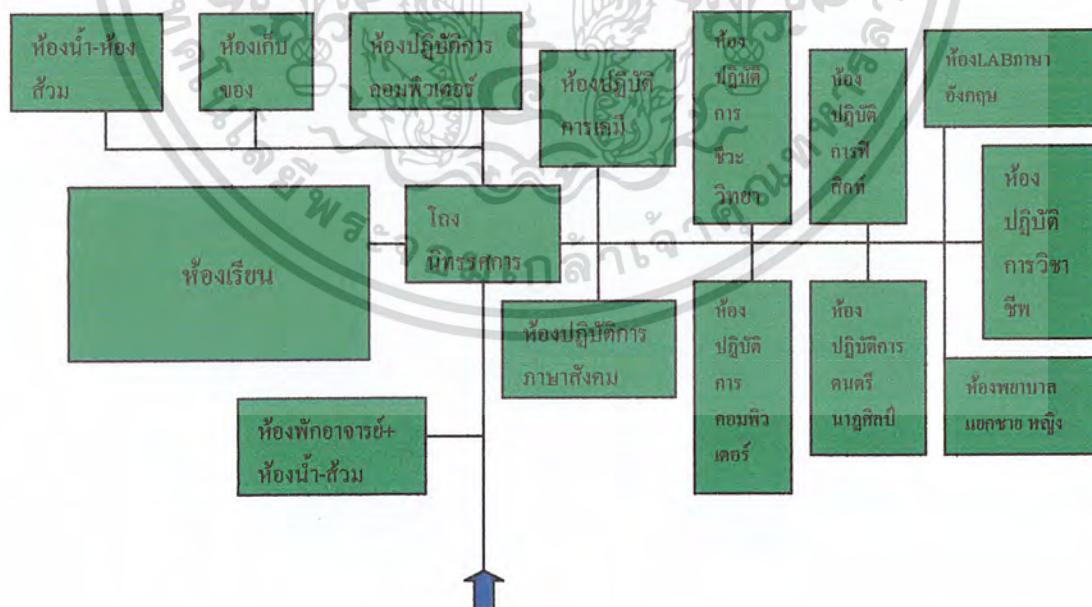 ห้องน้ำ-ห้อง
ส้วม
ห้องเก็บ
ของ
ห้องปฏิบัติการ
คอมพิวเตอร์
ห้องปฏิบัติ
การเคมี
ห้อง
ปฏิบัติ
การ
ชีวะ
วิทยา
ห้อง
ปฏิบัติ
การฟิ
สิกท์
ห้องLABภาษา
อังกฤษ
ห้อง
ปฏิบัติ
การวิชา
ชีพ
ห้องเรียน
โถง
นิทรรศการ
ห้องปฏิบัติการ
ภาษาสังคม
ห้อง
ปฏิบัติ
การ
คอมพิว
เตอร์
ห้อง
ปฏิบัติการ
ดนตรี
นาฏศิลป์
ห้องพยาบาล
แยกชาย หญิง
ห้องพักอาจารย์+
ห้องน้ำ-ส้วม